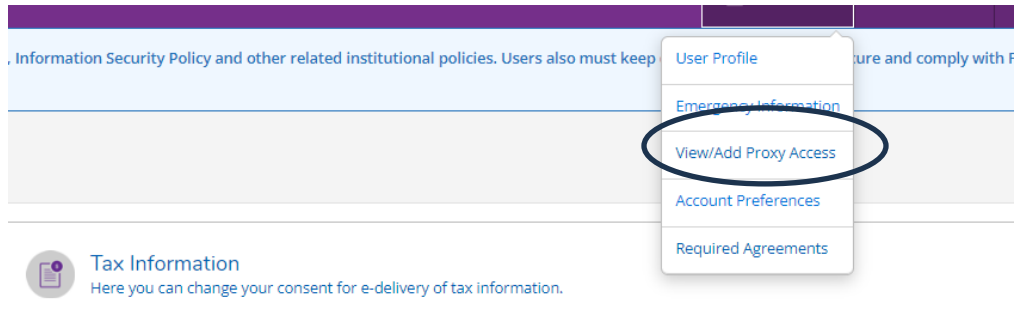 , Information Security Policy and other related institutional policies. Users also must keep
ure and comply with
User Profile
Emergency Information
View/Add Proxy Access
Account Preferences
Required Agreements
Tax Information
Here you can change your consent for e-delivery of tax information.